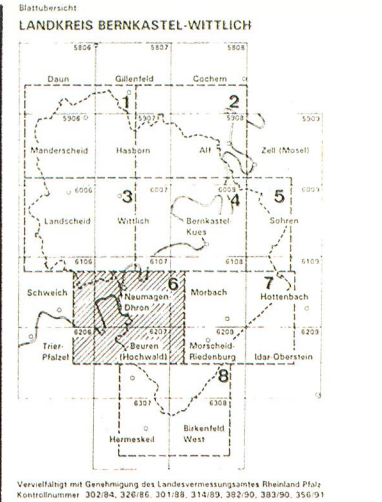 Blattübersicht
LANDKREIS BERNKASTEL-WITTLICH
5806 5807 5808
Daun Gillenfeld Cochem
1 2
5906 5907 5908 5909
Manderscheid Hasborn Alf Zell (Mosel)
6006 6007 6008 6009
3 4 5
Landscheid Wittlich Bernkastel-
Kues Sohren
6106 6107 6108 6109
6 7
Schweich Neumagen-
Dhron Morbach Hottenbach
6206 6207 6208 6209
Trier-
Pfalzel Beuren
(Hochwald) Morscheid-
Riedenburg Idar-Oberstein
8
6307 6308
Hermeskeil Birkenfeld
West
Vervielfältigt mit Genehmigung des Landesvermessungsamtes Rheinland Pfalz
Kontrollnummer 302/84, 326/86, 301/88, 314/89, 382/90, 383/90, 356/91